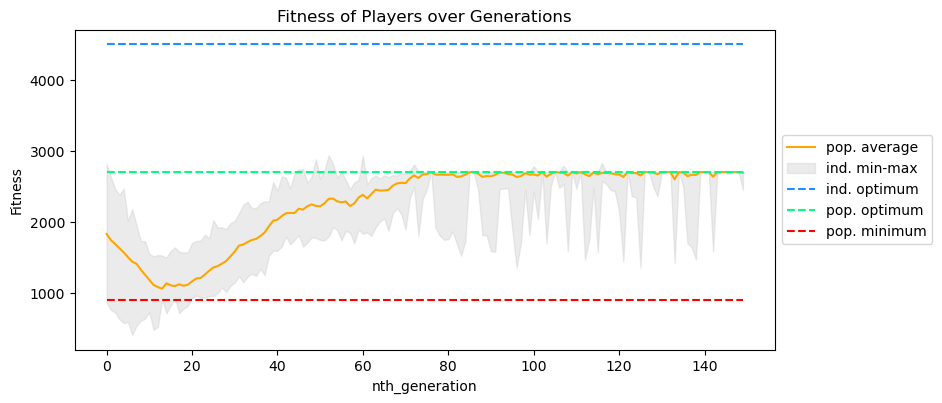 Fitness of Players over Generations
Fitness
4000
3000
2000
1000
0
20
40
60
80
100
120
140
nth_generation
pop. average
ind. min-max
ind. optimum
pop. optimum
pop. minimum